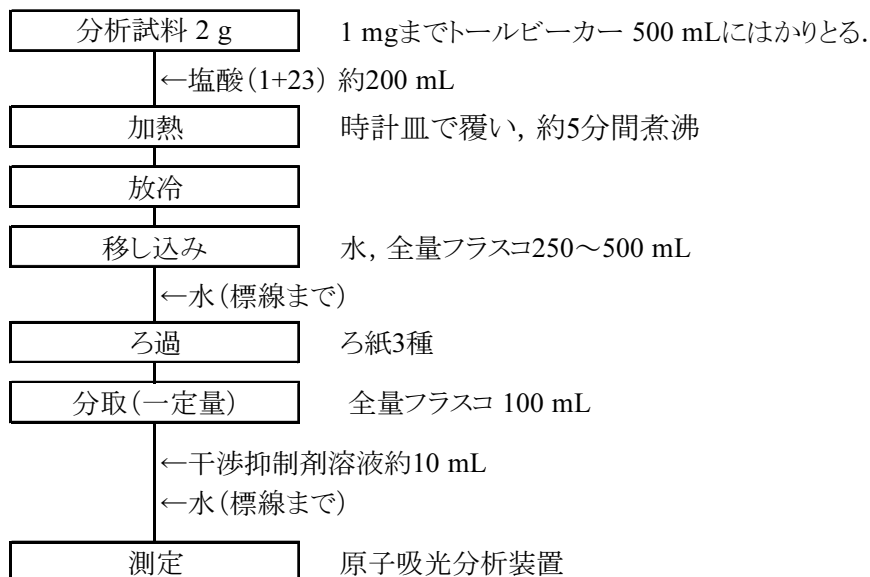 分析試料 2 g 1 mgまでトールビーカー 500 mLにはかりとる.
←塩酸(1+23) 約200 mL
加熱 時計皿で覆い, 約5分間煮沸
放冷
移し込み 水, 全量フラスコ250~500 mL
←水(標線まで)
ろ過 ろ紙3種
分取(一定量) 全量フラスコ 100 mL
←干渉抑制剤溶液約10 mL
←水(標線まで)
測定 原子吸光分析装置